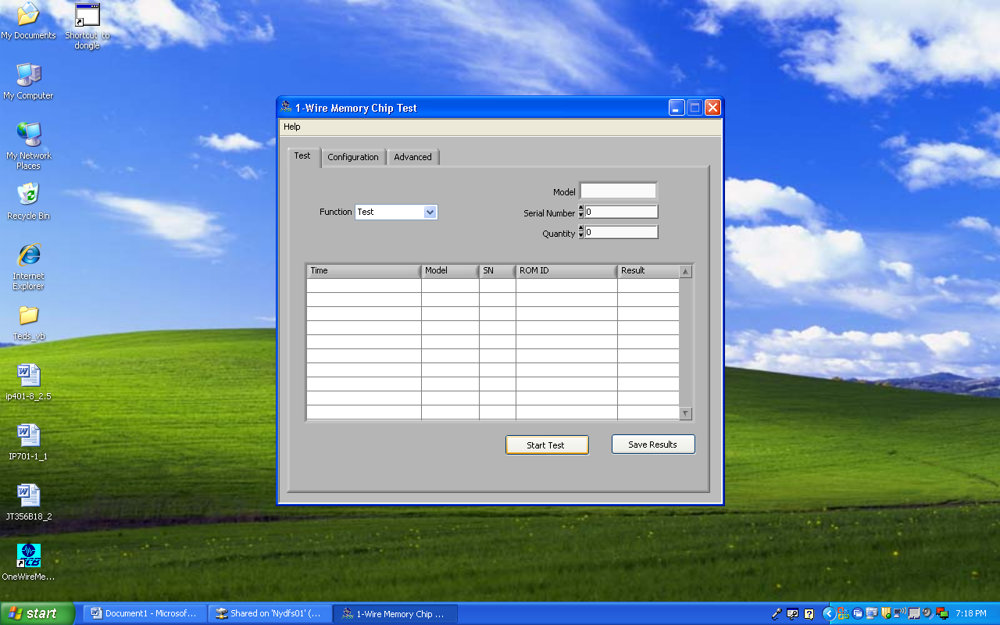 My Documents
Shortcut to
dongle
My Computer
My Network
Places
Recycle Bin
Internet
Explorer
Teds_vb
ip401-8_2.5
IP701-1_1
JT356B18_2
OneWireMe...
1-Wire Memory Chip Test
Help
Test
Configuration
Advanced
Model
Function Test
Serial Number 0
Quantity 0
Time Model SN ROM ID Result
Start Test
Save Results
start
Document1 - Microsof...
Shared on 'Nydfs01' (...
1-Wire Memory Chip ...
7:18 PM